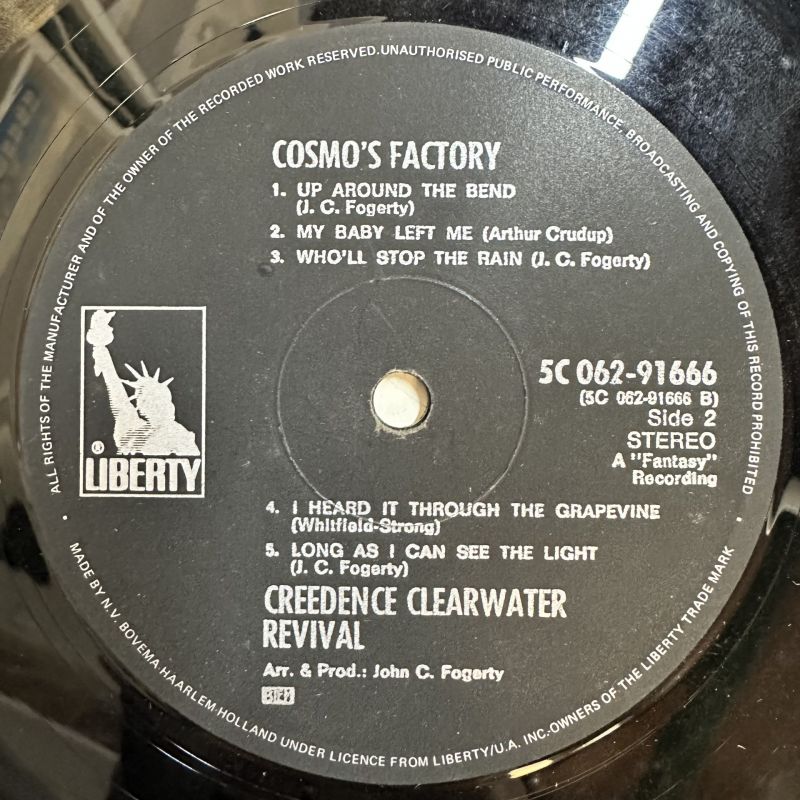 ALL RIGHTS OF THE MANUFACTURER AND OF THE OWNER OF THE RECORDED WORK RESERVED. UNAUTHORISED PUBLIC PERFORMANCE, BROADCASTING AND COPYING OF THIS RECORD PROHIBITED
COSMO'S FACTORY
1. UP AROUND THE BEND
(J. C. Fogerty)
2. MY BABY LEFT ME (Arthur Crudup)
3. WHO'LL STOP THE RAIN (J. C. Fogerty)
® LIBERTY
5C 062-91666
(5C 062-91666 B)
Side 2
STEREO
A "Fantasy"
Recording
4. I HEARD IT THROUGH THE GRAPEVINE
(Whitfield-Strong)
5. LONG AS I CAN SEE THE LIGHT
(J. C. Fogerty)
CREEDENCE CLEARWATER
REVIVAL
Arr. & Prod.: John C. Fogerty
BIEM
MADE BY N.V. BOVEMA HAARLEM-HOLLAND UNDER LICENCE FROM LIBERTY/U.A. INC.-OWNERS OF THE LIBERTY TRADE MARK